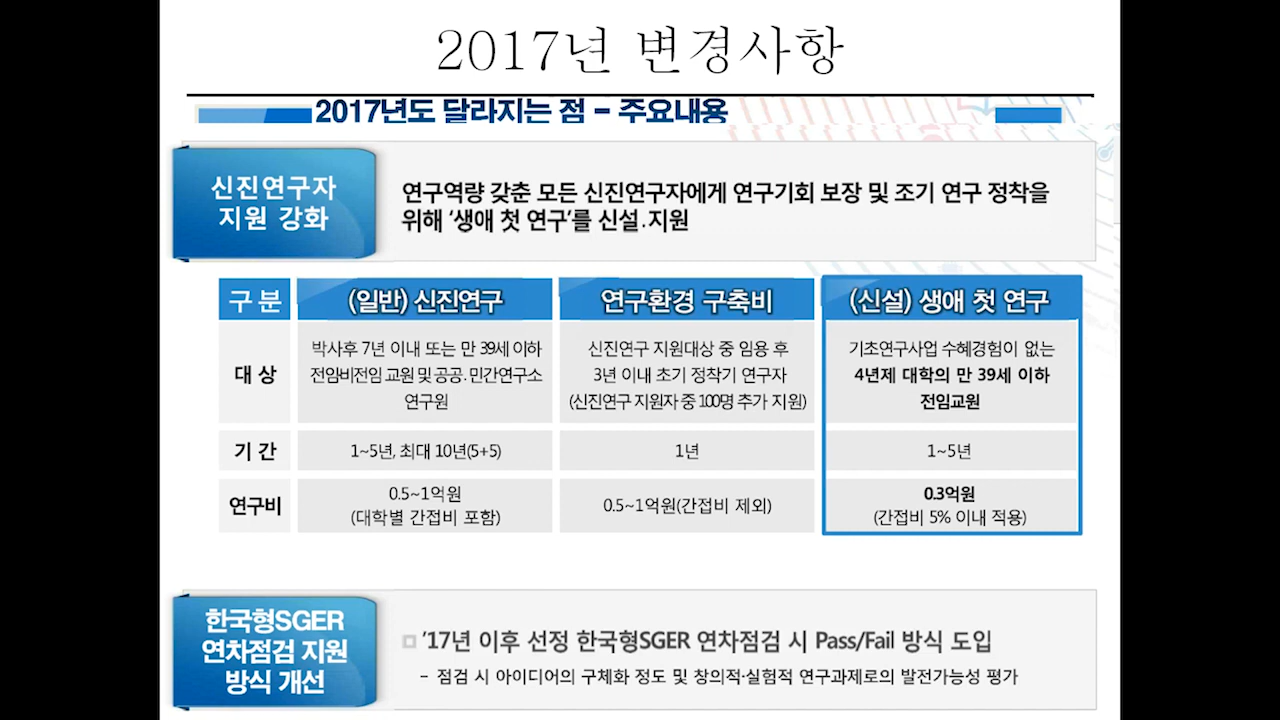 2017년 변경사항
2017년도 달라지는 점 – 주요내용
신진연구자
지원 강화
연구역량 갖춘 모든 신진연구자에게 연구기회 보장 및 조기 연구 정착을
위해 ‘생애 첫 연구’를 신설·지원
구 분
(일반) 신진연구
연구환경 구축비
(신설) 생애 첫 연구
대 상
박사후 7년 이내 또는 만 39세 이하
전임비전임 교원 및 공공·민간연구소
연구원
신진연구 지원대상 중 임용 후
3년 이내 초기 정착기 연구자
(신진연구 지원자 중 100명 추가 지원)
기초연구사업 수혜경험이 없는
4년제 대학의 만 39세 이하
전임교원
기 간
1~5년, 최대 10년(5+5)
1년
1~5년
연구비
0.5~1억원
(대학별 간접비 포함)
0.5~1억원(간접비 제외)
0.3억원
(간접비 5% 이내 적용)
한국형SGER
연차점검 지원
방식 개선
’17년 이후 선정 한국형SGER 연차점검 시 Pass/Fail 방식 도입
– 점검 시 아이디어의 구체화 정도 및 창의적·실험적 연구과제로의 발전가능성 평가